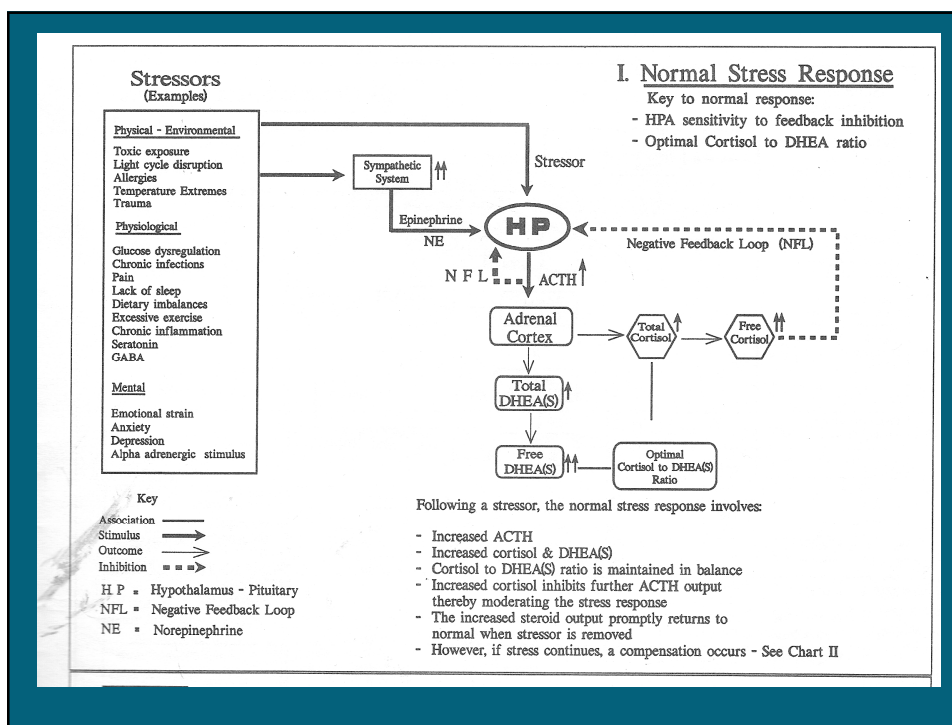 I. Normal Stress Response
Key to normal response:
- HPA sensitivity to feedback inhibition
- Optimal Cortisol to DHEA ratio
Stressors
(Examples)
Physical - Environmental
Toxic exposure
Light cycle disruption
Allergies
Temperature Extremes
Trauma
Physiological
Glucose dysregulation
Chronic infections
Pain
Lack of sleep
Dietary imbalances
Excessive exercise
Chronic inflammation
Seratonin
GABA
Mental
Emotional strain
Anxiety
Depression
Alpha adrenergic stimulus
Sympathetic
System
Stressor
Epinephrine
NE
HP
Negative Feedback Loop (NFL)
N F L
ACTH
Adrenal
Cortex
Total
Cortisol
Free
Cortisol
Total
DHEA(S)
Free
DHEA(S)
Optimal
Cortisol to DHEA(S)
Ratio
Key
Association
Stimulus
Outcome
Inhibition
H P = Hypothalamus - Pituitary
NFL = Negative Feedback Loop
NE = Norepinephrine
Following a stressor, the normal stress response involves:
- Increased ACTH
- Increased cortisol & DHEA(S)
- Cortisol to DHEA(S) ratio is maintained in balance
- Increased cortisol inhibits further ACTH output
thereby moderating the stress response
- The increased steroid output promptly returns to
normal when stressor is removed
- However, if stress continues, a compensation occurs - See Chart II